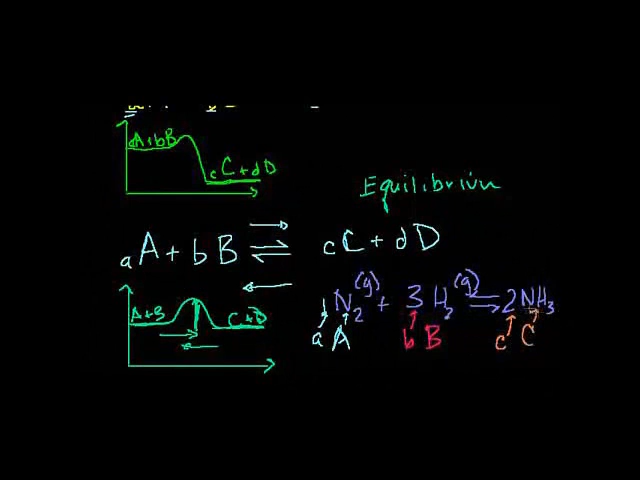 aA+bB
cC+dD
Equilibrium
aA + bB ⇌ cC + dD
A+B
C+D
1N₂(g) + 3H₂(g) ⇌ 2NH₃
a A b B c C